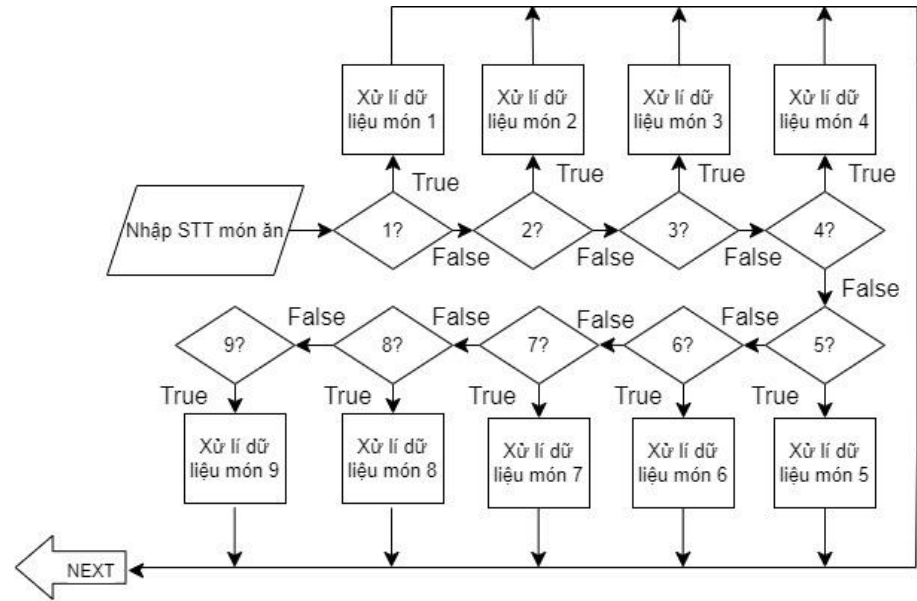 Xử lí dữ
liệu món 1
Xử lí dữ
liệu món 2
Xử lí dữ
liệu món 3
Xử lí dữ
liệu món 4
True
True
True
True
Nhập STT món ăn
1?
2?
3?
4?
False
False
False
False
False
False
False
False
9?
8?
7?
6?
5?
True
True
True
True
True
Xử lí dữ
liệu món 9
Xử lí dữ
liệu món 8
Xử lí dữ
liệu món 7
Xử lí dữ
liệu món 6
Xử lí dữ
liệu món 5
NEXT